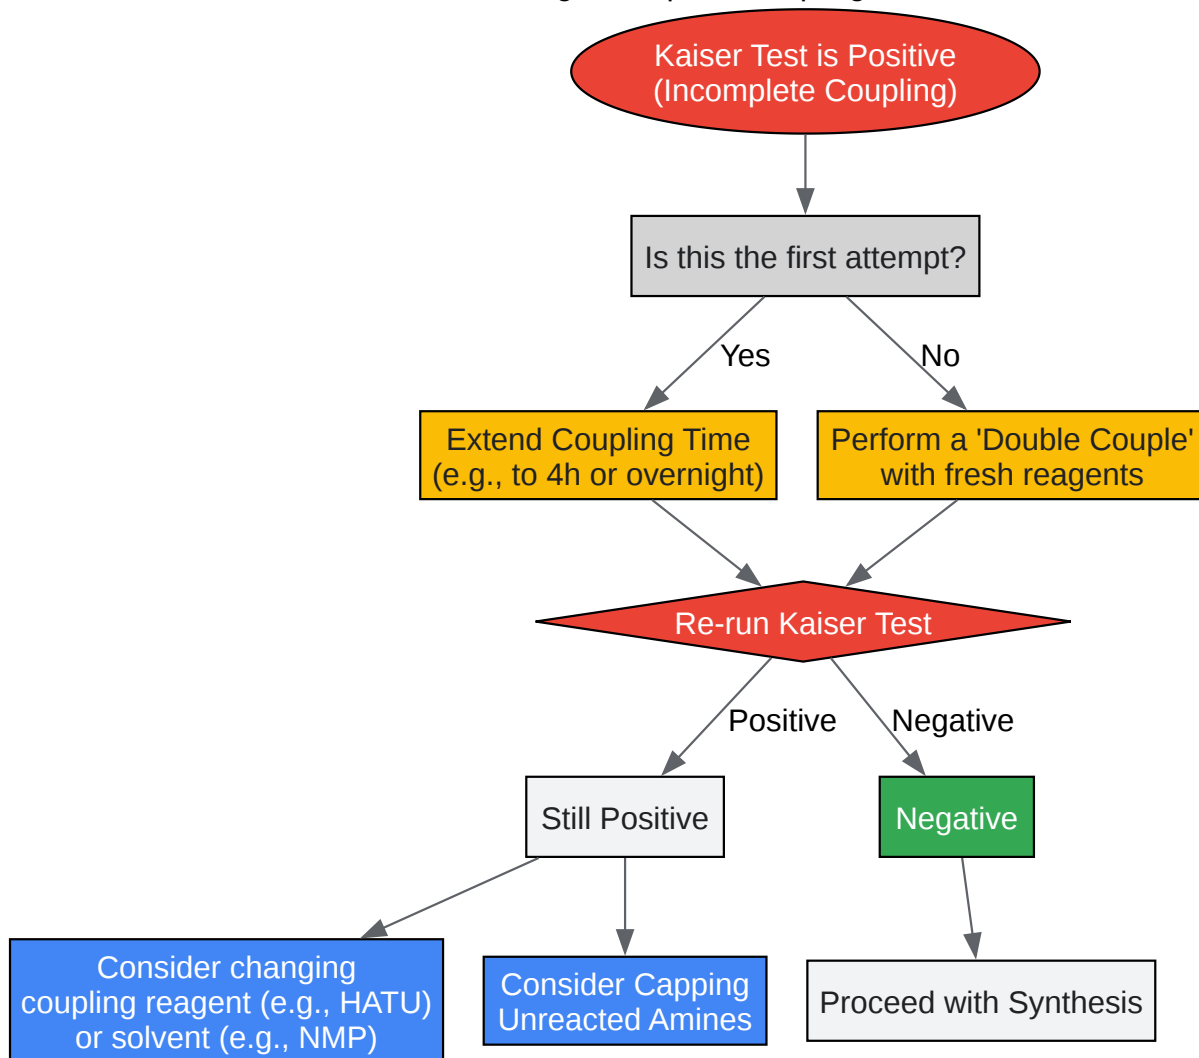 Kaiser Test is Positive
(Incomplete Coupling)
Is this the first attempt?
Yes
No
Extend Coupling Time
(e.g., to 4h or overnight)
Perform a 'Double Couple'
with fresh reagents
Re-run Kaiser Test
Positive
Negative
Still Positive
Negative
Consider changing
coupling reagent (e.g., HATU)
or solvent (e.g., NMP)
Consider Capping
Unreacted Amines
Proceed with Synthesis